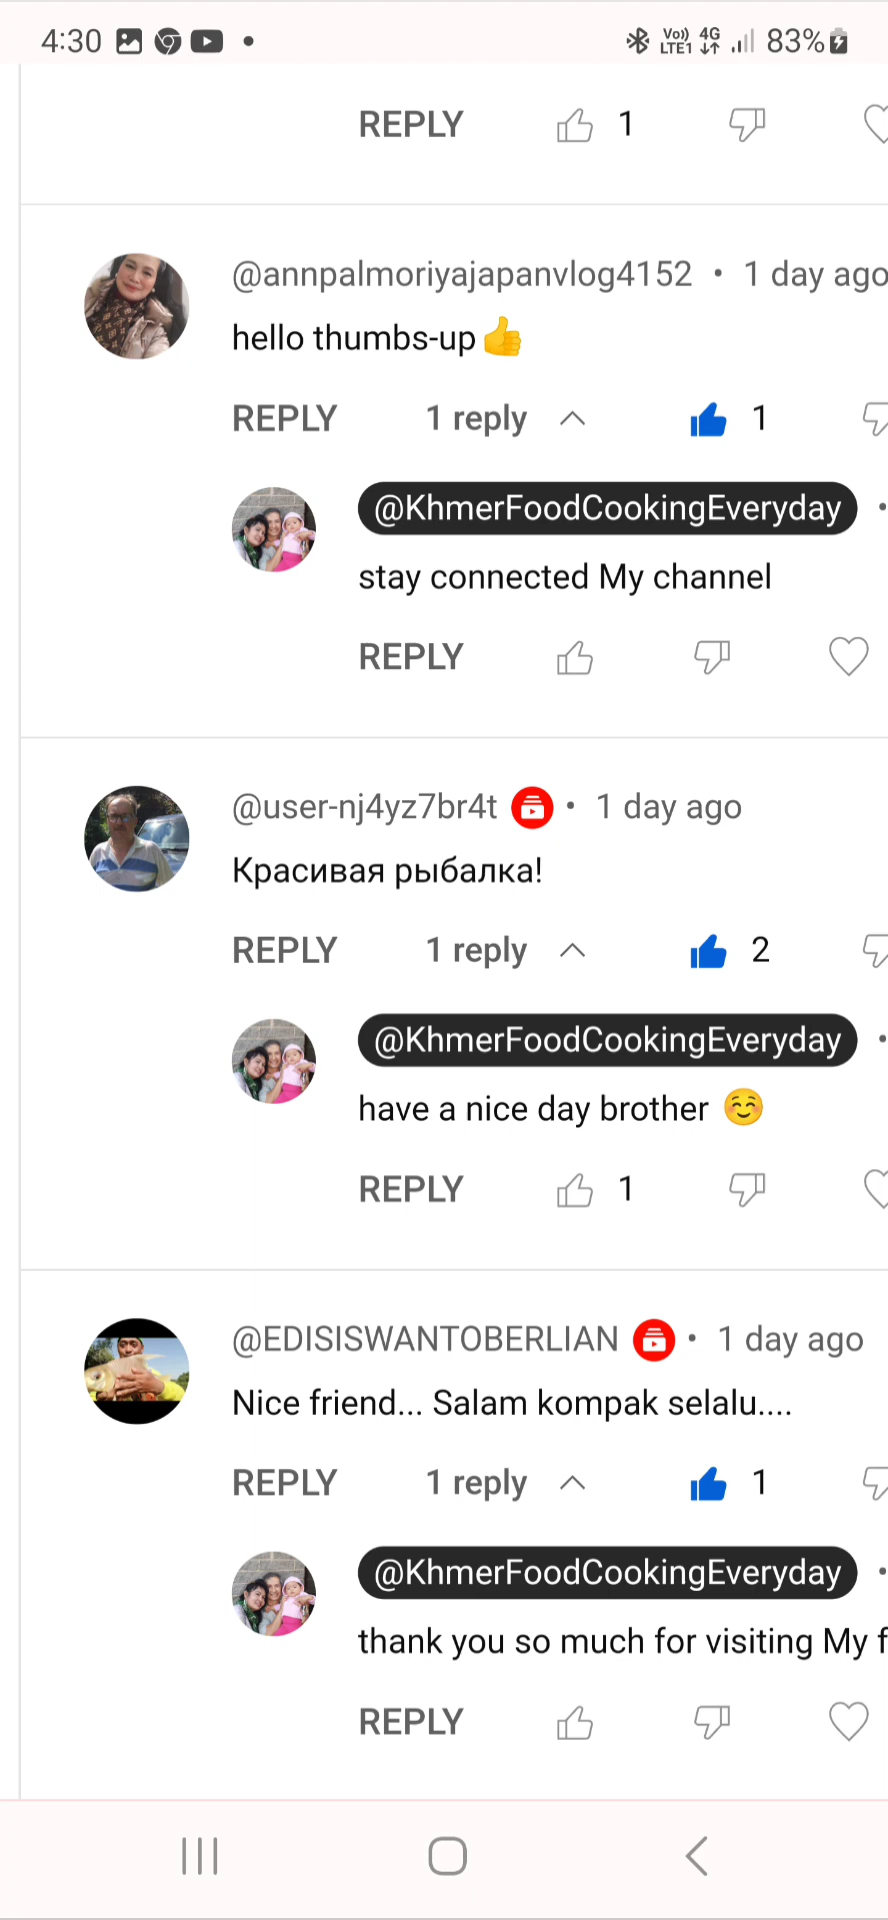 4:30
Vo)) LTE1 4G 83%
REPLY 1
@annpalmoriyajapanvlog4152 • 1 day ago
hello thumbs-up👍
REPLY 1 reply 1
@KhmerFoodCookingEveryday •
stay connected My channel
REPLY
@user-nj4yz7br4t • 1 day ago
Красивая рыбалка!
REPLY 1 reply 2
@KhmerFoodCookingEveryday •
have a nice day brother ☺️
REPLY 1
@EDISISWANTOBERLIAN • 1 day ago
Nice friend... Salam kompak selalu....
REPLY 1 reply 1
@KhmerFoodCookingEveryday •
thank you so much for visiting My f
REPLY